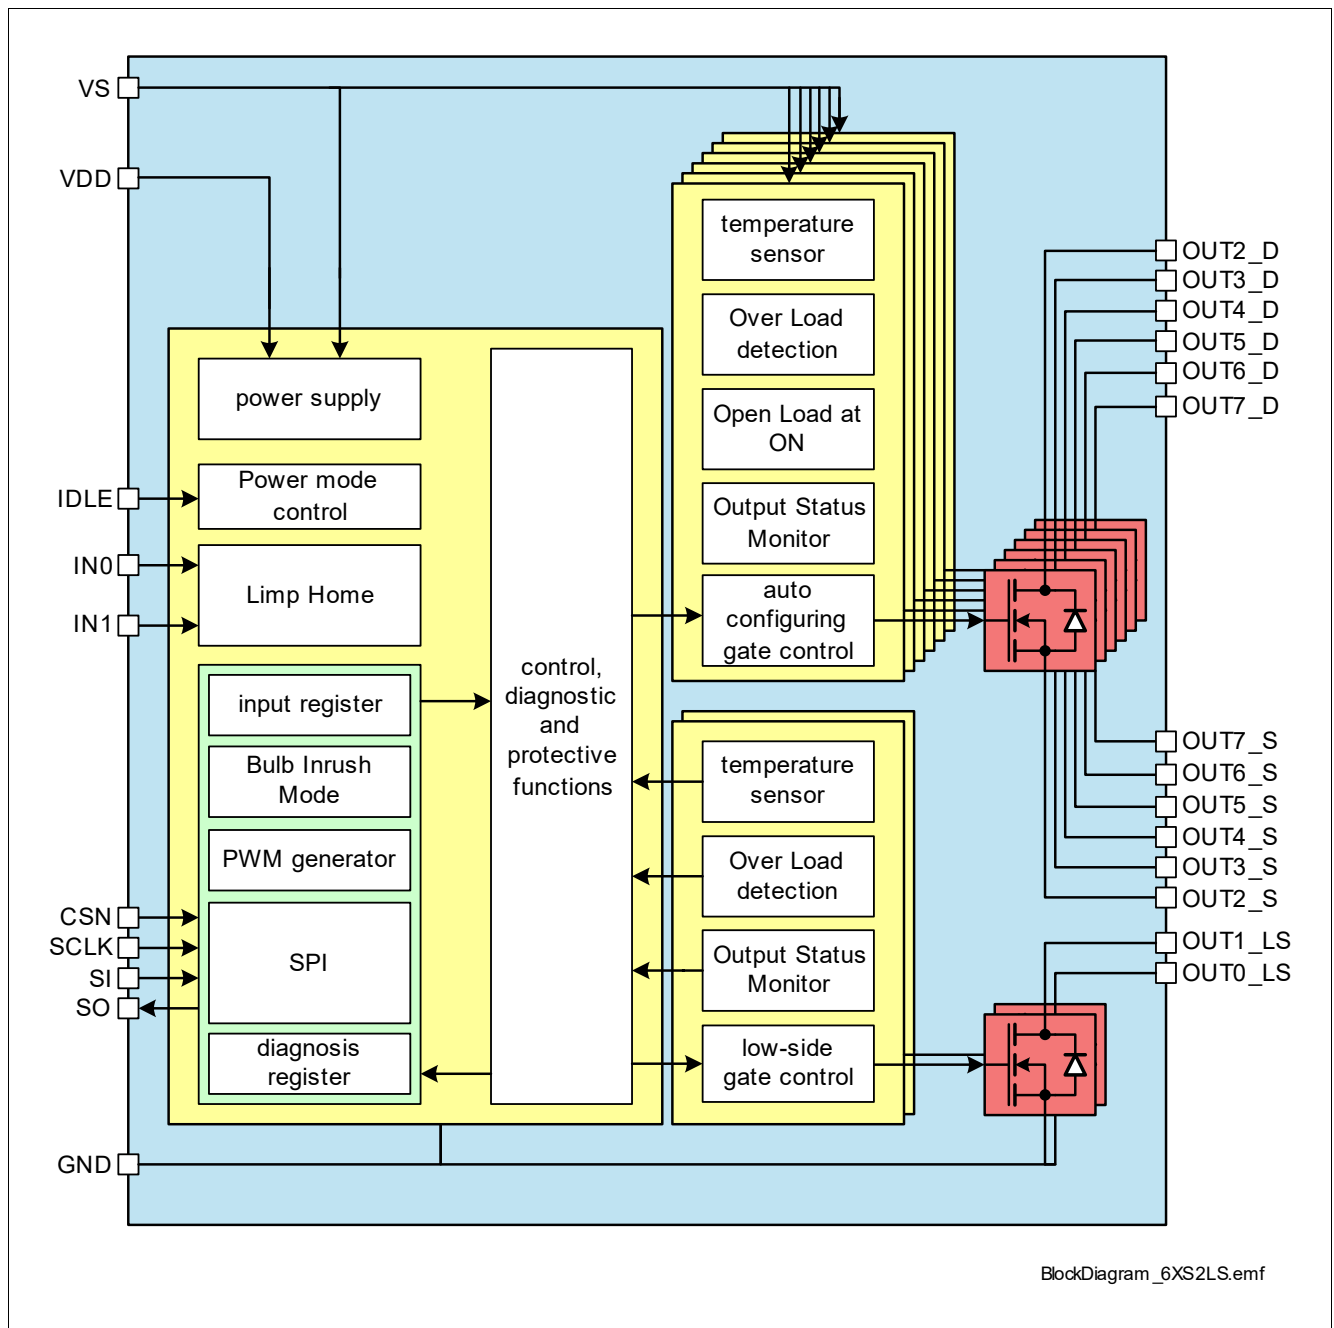 VS
VDD
IDLE
IN0
IN1
CSN
SCLK
SI
SO
GND
power supply
Power mode
control
Limp Home
input register
Bulb Inrush
Mode
PWM generator
SPI
diagnosis
register
control,
diagnostic
and
protective
functions
temperature
sensor
Over Load
detection
Open Load at
ON
Output Status
Monitor
auto
configuring
gate control
temperature
sensor
Over Load
detection
Output Status
Monitor
low-side
gate control
OUT2_D
OUT3_D
OUT4_D
OUT5_D
OUT6_D
OUT7_D
OUT7_S
OUT6_S
OUT5_S
OUT4_S
OUT3_S
OUT2_S
OUT1_LS
OUT0_LS
BlockDiagram_6XS2LS.emf